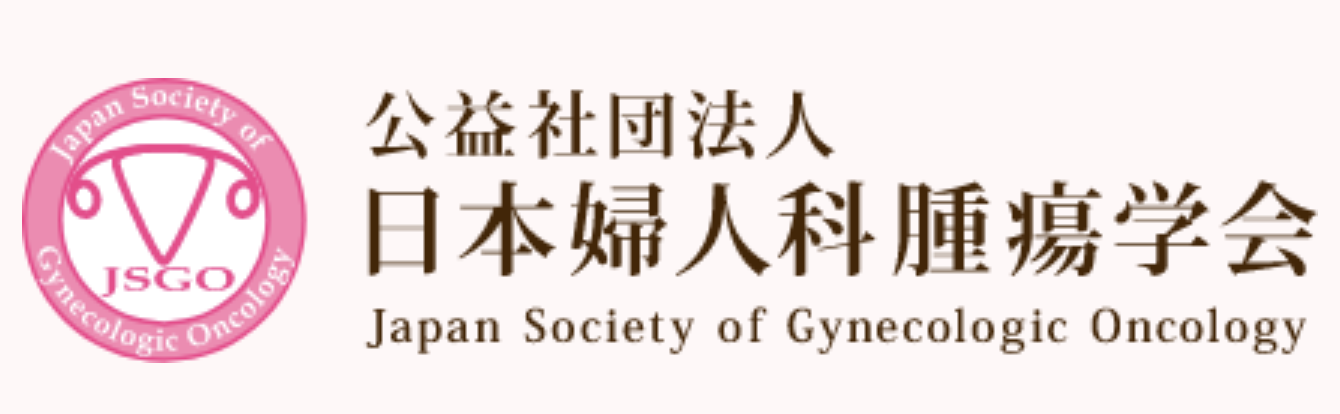 Japan Society of
JSGO
Gynecologic Oncology
公益社団法人
日本婦人科腫瘍学会
Japan Society of Gynecologic Oncology